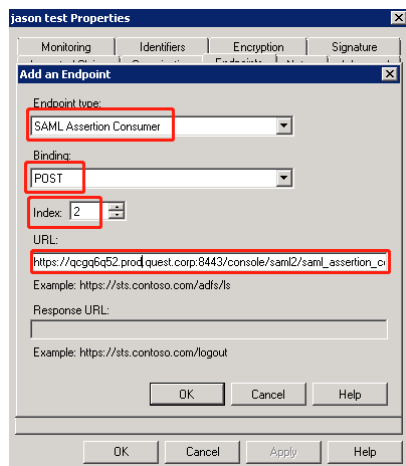 jason test Properties
Monitoring Identifiers Encryption Signature
Add an Endpoint
Endpoint type:
SAML Assertion Consumer
Binding:
POST
Index: 2
URL:
https://qcgq6q52.prod.quest.corp:8443/console/saml2/saml_assertion_c
Example: https://sts.contoso.com/adfs/ls
Response URL:
Example: https://sts.contoso.com/logout
OK Cancel Help
OK Cancel Apply Help